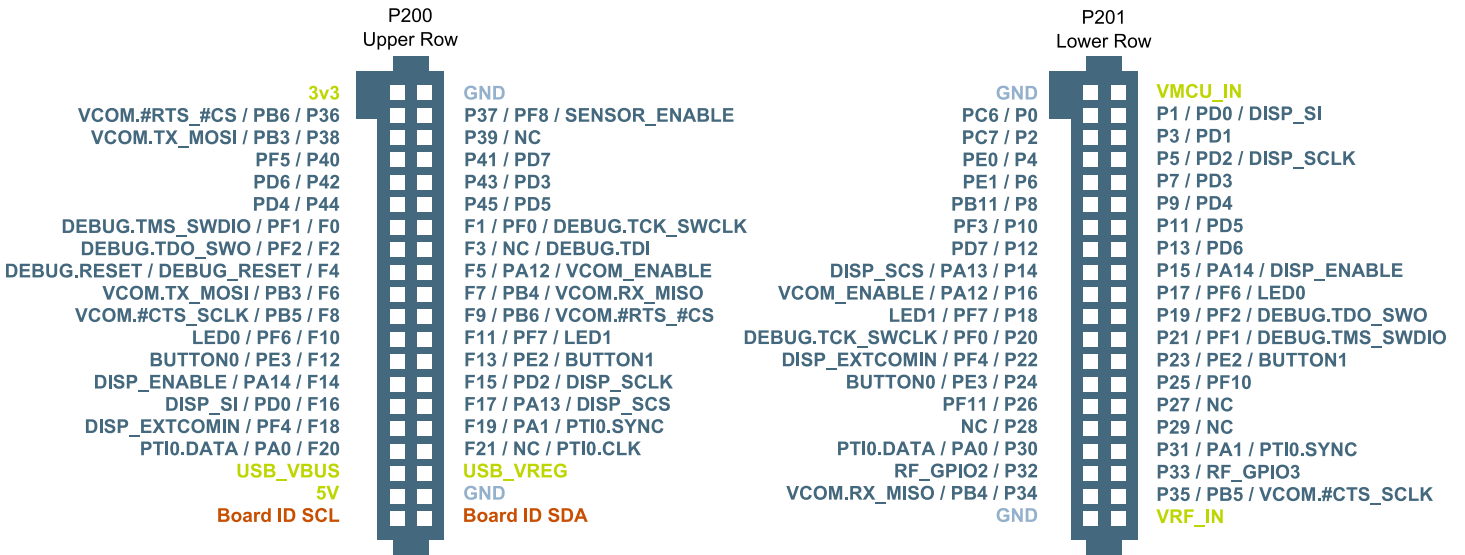 P200
Upper Row
3v3
GND
VCOM.#RTS_#CS / PB6 / P36
P37 / PF8 / SENSOR_ENABLE
VCOM.TX_MOSI / PB3 / P38
P39 / NC
PF5 / P40
P41 / PD7
PD6 / P42
P43 / PD3
PD4 / P44
P45 / PD5
DEBUG.TMS_SWDIO / PF1 / F0
F1 / PF0 / DEBUG.TCK_SWCLK
DEBUG.TDO_SWO / PF2 / F2
F3 / NC / DEBUG.TDI
DEBUG.RESET / DEBUG_RESET / F4
F5 / PA12 / VCOM_ENABLE
VCOM.TX_MOSI / PB3 / F6
F7 / PB4 / VCOM.RX_MISO
VCOM.#CTS_SCLK / PB5 / F8
F9 / PB6 / VCOM.#RTS_#CS
LED0 / PF6 / F10
F11 / PF7 / LED1
BUTTON0 / PE3 / F12
F13 / PE2 / BUTTON1
DISP_ENABLE / PA14 / F14
F15 / PD2 / DISP_SCLK
DISP_SI / PD0 / F16
F17 / PA13 / DISP_SCS
DISP_EXTCOMIN / PF4 / F18
F19 / PA1 / PTI0.SYNC
PTI0.DATA / PA0 / F20
F21 / NC / PTI0.CLK
USB_VBUS
USB_VREG
5V
GND
Board ID SCL
Board ID SDA
P201
Lower Row
GND
VMCU_IN
PC6 / P0
P1 / PD0 / DISP_SI
PC7 / P2
P3 / PD1
PE0 / P4
P5 / PD2 / DISP_SCLK
PE1 / P6
P7 / PD3
PB11 / P8
P9 / PD4
PF3 / P10
P11 / PD5
PD7 / P12
P13 / PD6
DISP_SCS / PA13 / P14
P15 / PA14 / DISP_ENABLE
VCOM_ENABLE / PA12 / P16
P17 / PF6 / LED0
LED1 / PF7 / P18
P19 / PF2 / DEBUG.TDO_SWO
DEBUG.TCK_SWCLK / PF0 / P20
P21 / PF1 / DEBUG.TMS_SWDIO
DISP_EXTCOMIN / PF4 / P22
P23 / PE2 / BUTTON1
BUTTON0 / PE3 / P24
P25 / PF10
PF11 / P26
P27 / NC
NC / P28
P29 / NC
PTI0.DATA / PA0 / P30
P31 / PA1 / PTI0.SYNC
RF_GPIO2 / P32
P33 / RF_GPIO3
VCOM.RX_MISO / PB4 / P34
P35 / PB5 / VCOM.#CTS_SCLK
GND
VRF_IN